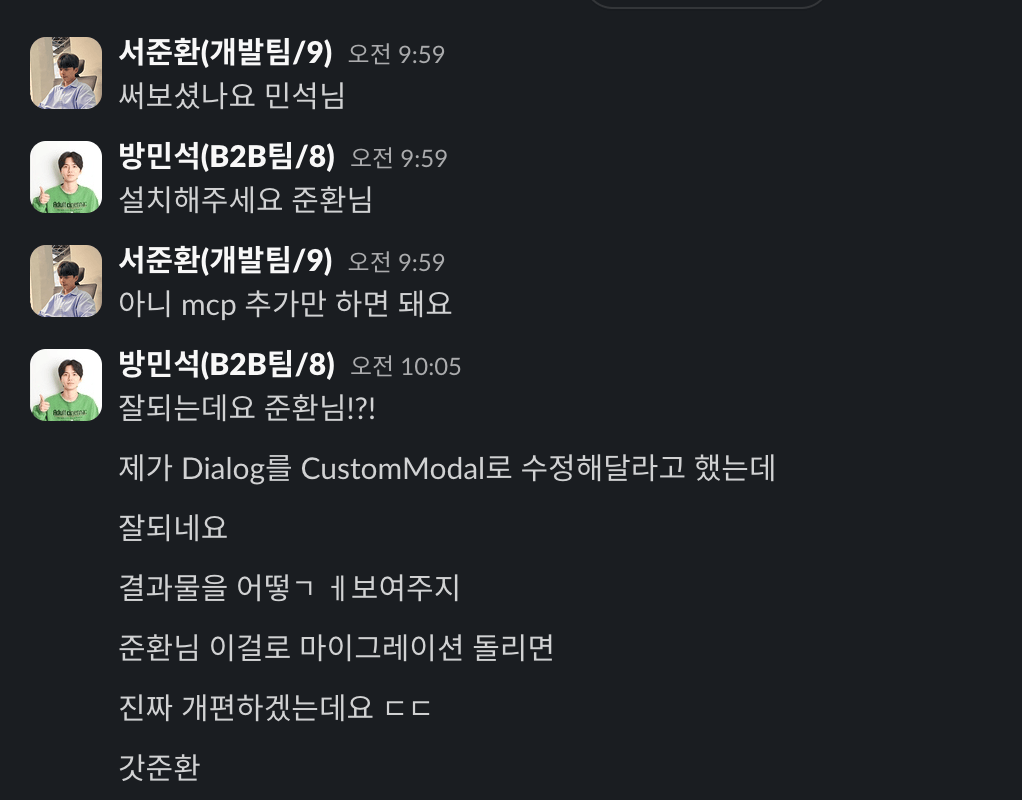 서준환(개발팀/9) 오전 9:59
써보셨나요 민석님
방민석(B2B팀/8) 오전 9:59
설치해주세요 준환님
서준환(개발팀/9) 오전 9:59
아니 mcp 추가만 하면 돼요
방민석(B2B팀/8) 오전 10:05
잘되는데요 준환님!?!
제가 Dialog를 CustomModal로 수정해달라고 했는데
잘되네요
결과물을 어떻ㄱ ㅔ보여주지
준환님 이걸로 마이그레이션 돌리면
진짜 개편하겠는데요 ㄷㄷ
갓준환